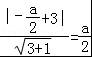 |-a/2+3| / √(3+1) = a/2